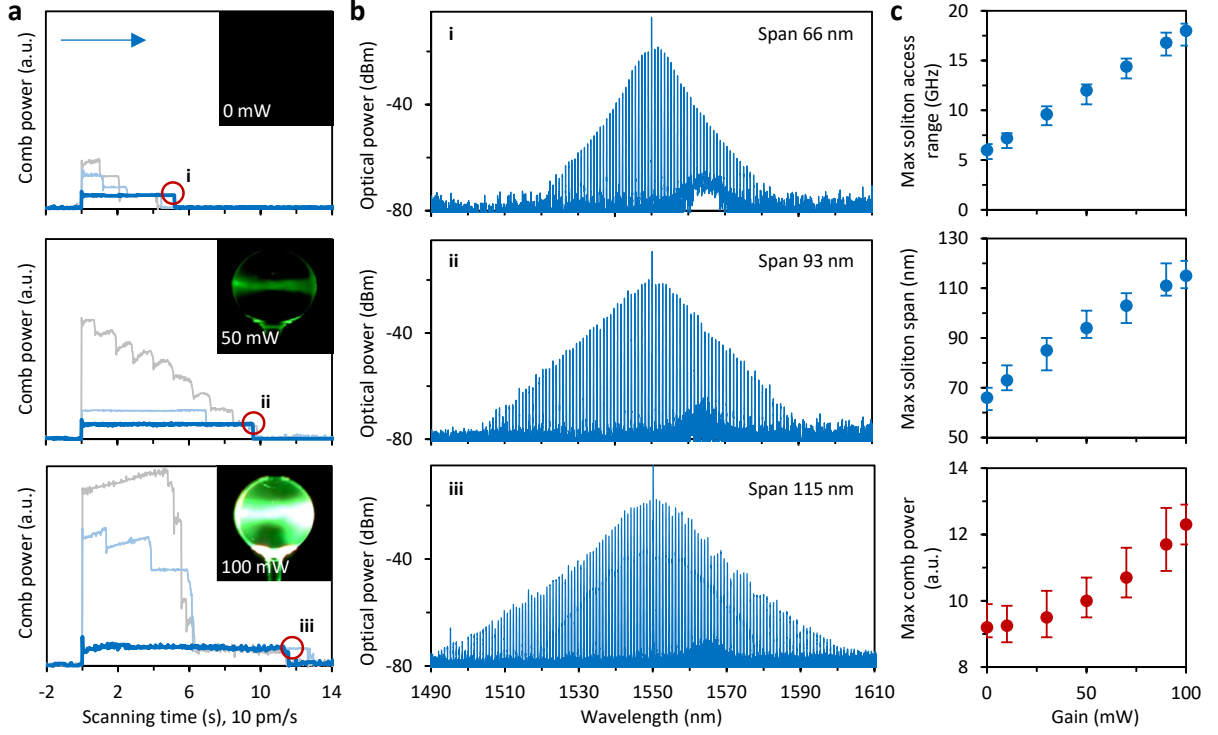 a
Comb power (a.u.)
0 mW
i
Comb power (a.u.)
50 mW
ii
Comb power (a.u.)
100 mW
iii
-2 2 6 10 14
Scanning time (s), 10 pm/s
b
i
Span 66 nm
Optical power (dBm)
-40
-80
ii
Span 93 nm
Optical power (dBm)
-40
-80
iii
Span 115 nm
Optical power (dBm)
-40
-80
1490 1510 1530 1550 1570 1590 1610
Wavelength (nm)
c
Max soliton access
range (GHz)
20
15
10
5
0
Max soliton span (nm)
130
110
90
70
50
Max comb power
(a.u.)
14
12
10
8
0 50 100
Gain (mW)